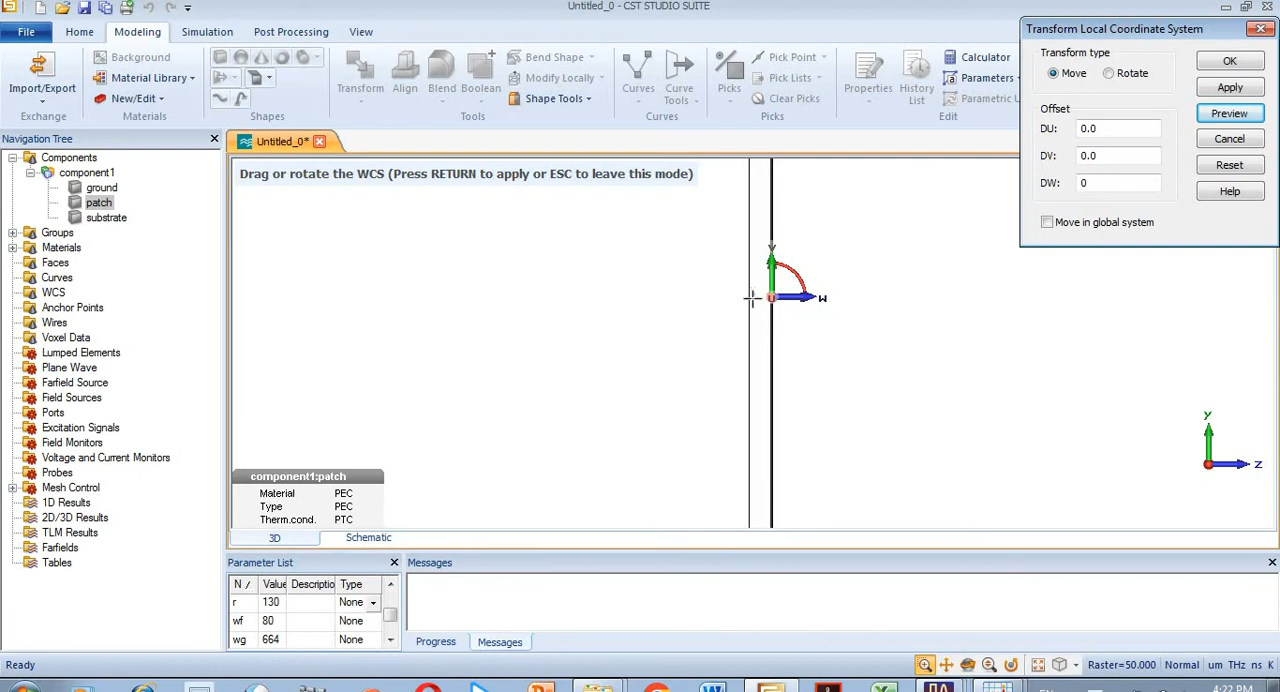 Untitled_0 - CST STUDIO SUITE
File
Home
Modeling
Simulation
Post Processing
View
Import/Export
Exchange
Background
Material Library
New/Edit
Materials
Shapes
Transform
Align
Blend
Boolean
Bend Shape
Modify Locally
Shape Tools
Tools
Curves
Curve Tools
Curves
Picks
Pick Point
Pick Lists
Clear Picks
Picks
Properties
History List
Calculator
Parameters
Parametric U
Edit
Transform Local Coordinate System
Transform type
Move
Rotate
Offset
DU: 0.0
DV: 0.0
DW: 0
Move in global system
OK
Apply
Preview
Cancel
Reset
Help
Navigation Tree
Components
component1
ground
patch
substrate
Groups
Materials
Faces
Curves
WCS
Anchor Points
Wires
Voxel Data
Lumped Elements
Plane Wave
Farfield Source
Field Sources
Ports
Excitation Signals
Field Monitors
Voltage and Current Monitors
Probes
Mesh Control
1D Results
2D/3D Results
TLM Results
Farfields
Tables
Untitled_0*
Drag or rotate the WCS (Press RETURN to apply or ESC to leave this mode)
w
y
z
component1:patch
Material PEC
Type PEC
Therm.cond. PTC
3D
Schematic
Parameter List
N / Value Descriptio Type
r 130 None
wf 80 None
wg 664 None
Messages
Progress
Messages
Ready
Raster=50.000 Normal um THz ns K
4:22 PM